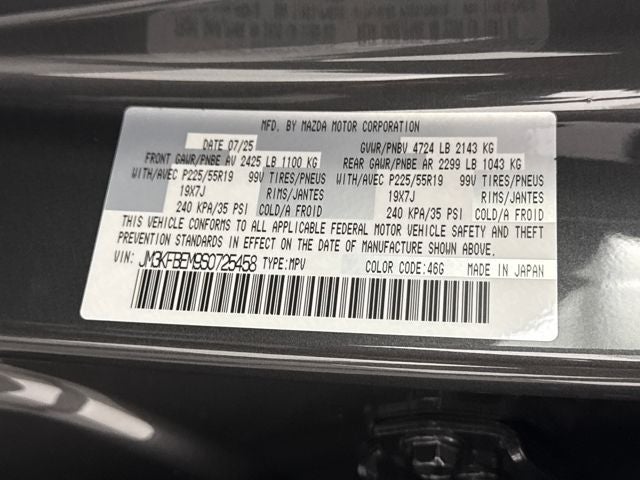 MFD. BY MAZDA MOTOR CORPORATION
DATE 07/25 GVWR/PNBV 4724 LB 2143 KG
FRONT GAWR/PNBE AV 2425 LB 1100 KG REAR GAWR/PNBE AR 2299 LB 1043 KG
WITH/AVEC P225/55R19 99V TIRES/PNEUS WITH/AVEC P225/55R19 99V TIRES/PNEUS
19X7J RIMS/JANTES 19X7J RIMS/JANTES
240 KPA/35 PSI COLD/A FROID 240 KPA/35 PSI COLD/A FROID
THIS VEHICLE CONFORMS TO ALL APPLICABLE FEDERAL MOTOR VEHICLE SAFETY AND THEFT
PREVENTION STANDARDS IN EFFECT ON THE DATE OF MANUFACTURE SHOWN ABOVE.
VIN: JM3KFBEM9S0725458 TYPE:MPV COLOR CODE:46G MADE IN JAPAN